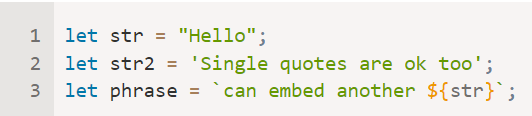 1 let str = "Hello";
2 let str2 = 'Single quotes are ok too';
3 let phrase = `can embed another ${str}`;